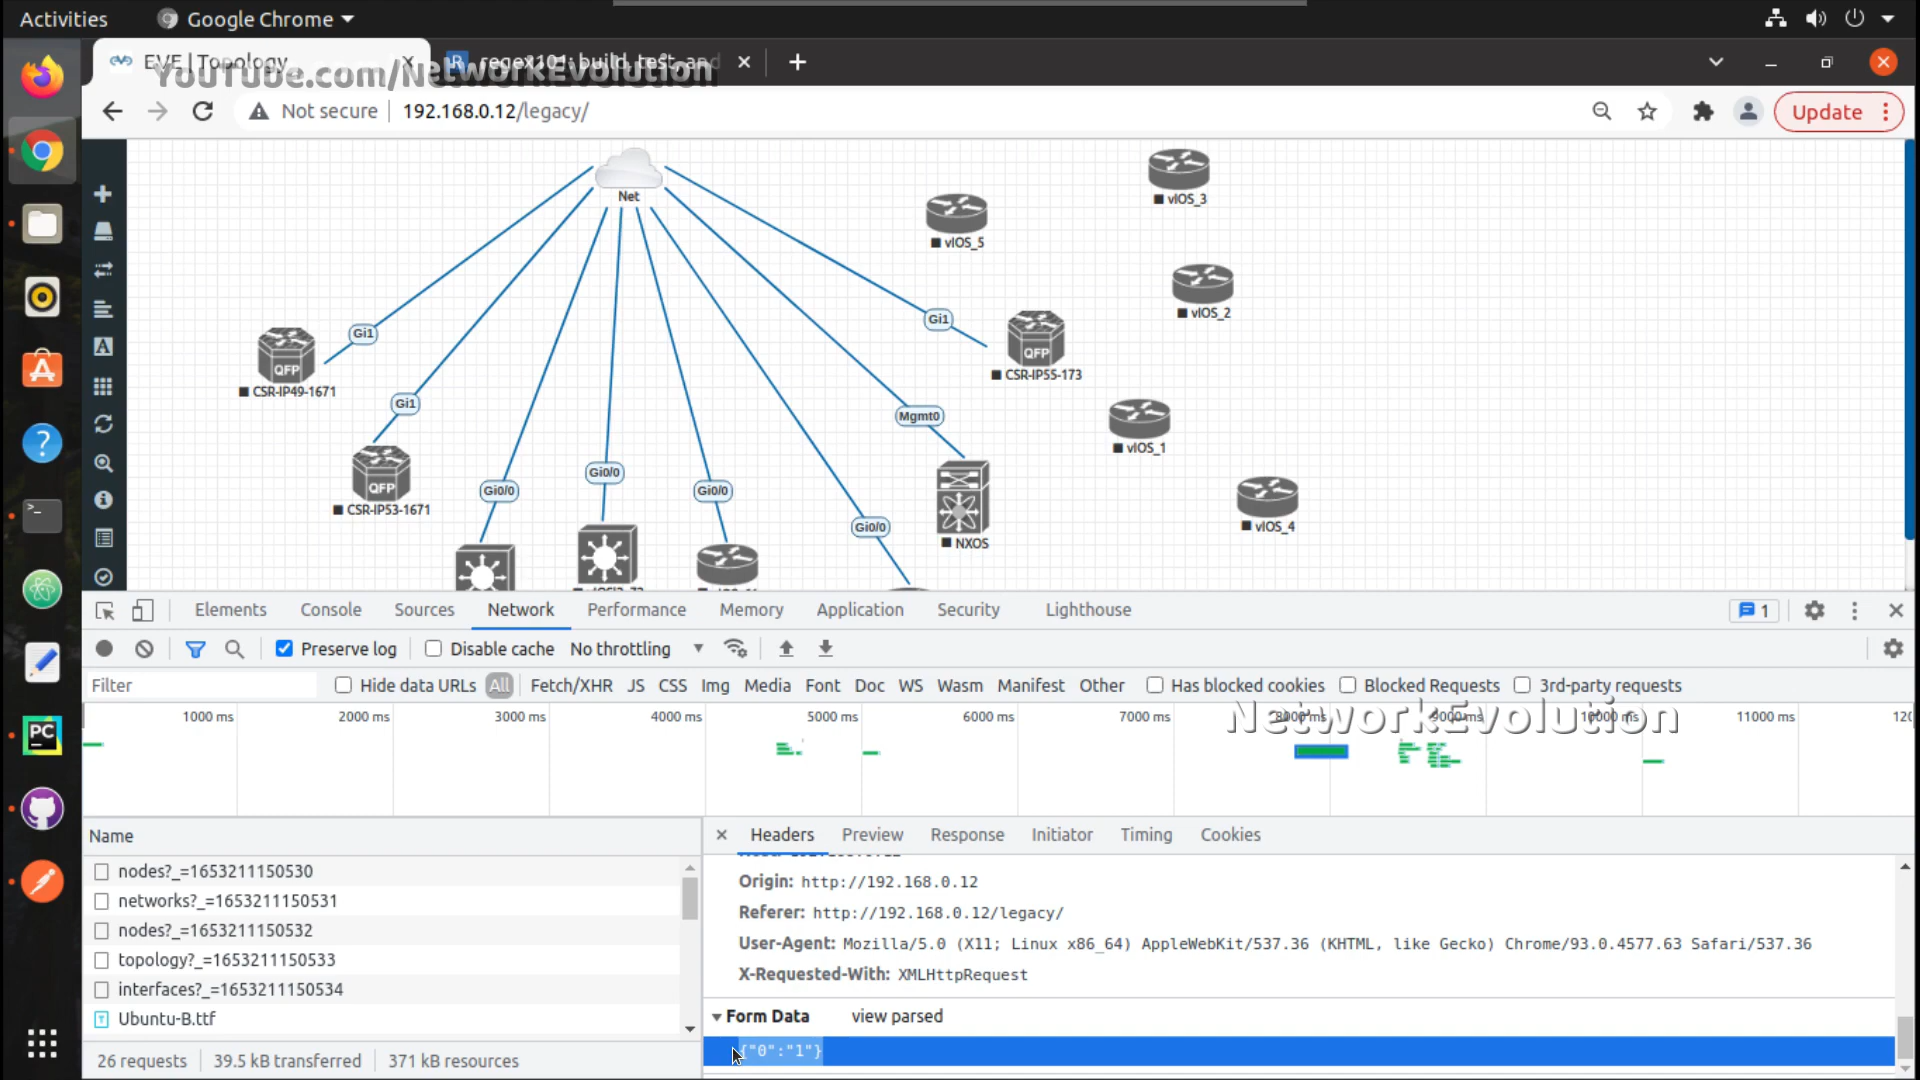 Activities
Google Chrome
EVE | Topology
regex101: build, test, and
YouTube.com/NetworkEvolution
Not secure
192.168.0.12/legacy/
Update
Net
vIOS_3
vIOS_5
vIOS_2
Gi1
Gi1
CSR-IP49-1671
CSR-IP55-173
Gi1
Mgmt0
vIOS_1
Gi0/0
Gi0/0
Gi0/0
CSR-IP53-1671
Gi0/0
vIOS_4
NXOS
QFP
QFP
QFP
Elements
Console
Sources
Network
Performance
Memory
Application
Security
Lighthouse
1
Preserve log
Disable cache
No throttling
Filter
Hide data URLs
All
Fetch/XHR
JS
CSS
Img
Media
Font
Doc
WS
Wasm
Manifest
Other
Has blocked cookies
Blocked Requests
3rd-party requests
1000 ms
2000 ms
3000 ms
4000 ms
5000 ms
6000 ms
7000 ms
8000 ms
9000 ms
10000 ms
11000 ms
NetworkEvolution
Name
nodes?_=1653211150530
networks?_=1653211150531
nodes?_=1653211150532
topology?_=1653211150533
interfaces?_=1653211150534
Ubuntu-B.ttf
26 requests
39.5 kB transferred
371 kB resources
Headers
Preview
Response
Initiator
Timing
Cookies
Origin: http://192.168.0.12
Referer: http://192.168.0.12/legacy/
User-Agent: Mozilla/5.0 (X11; Linux x86_64) AppleWebKit/537.36 (KHTML, like Gecko) Chrome/93.0.4577.63 Safari/537.36
X-Requested-With: XMLHttpRequest
Form Data
view parsed
{"0":"1"}